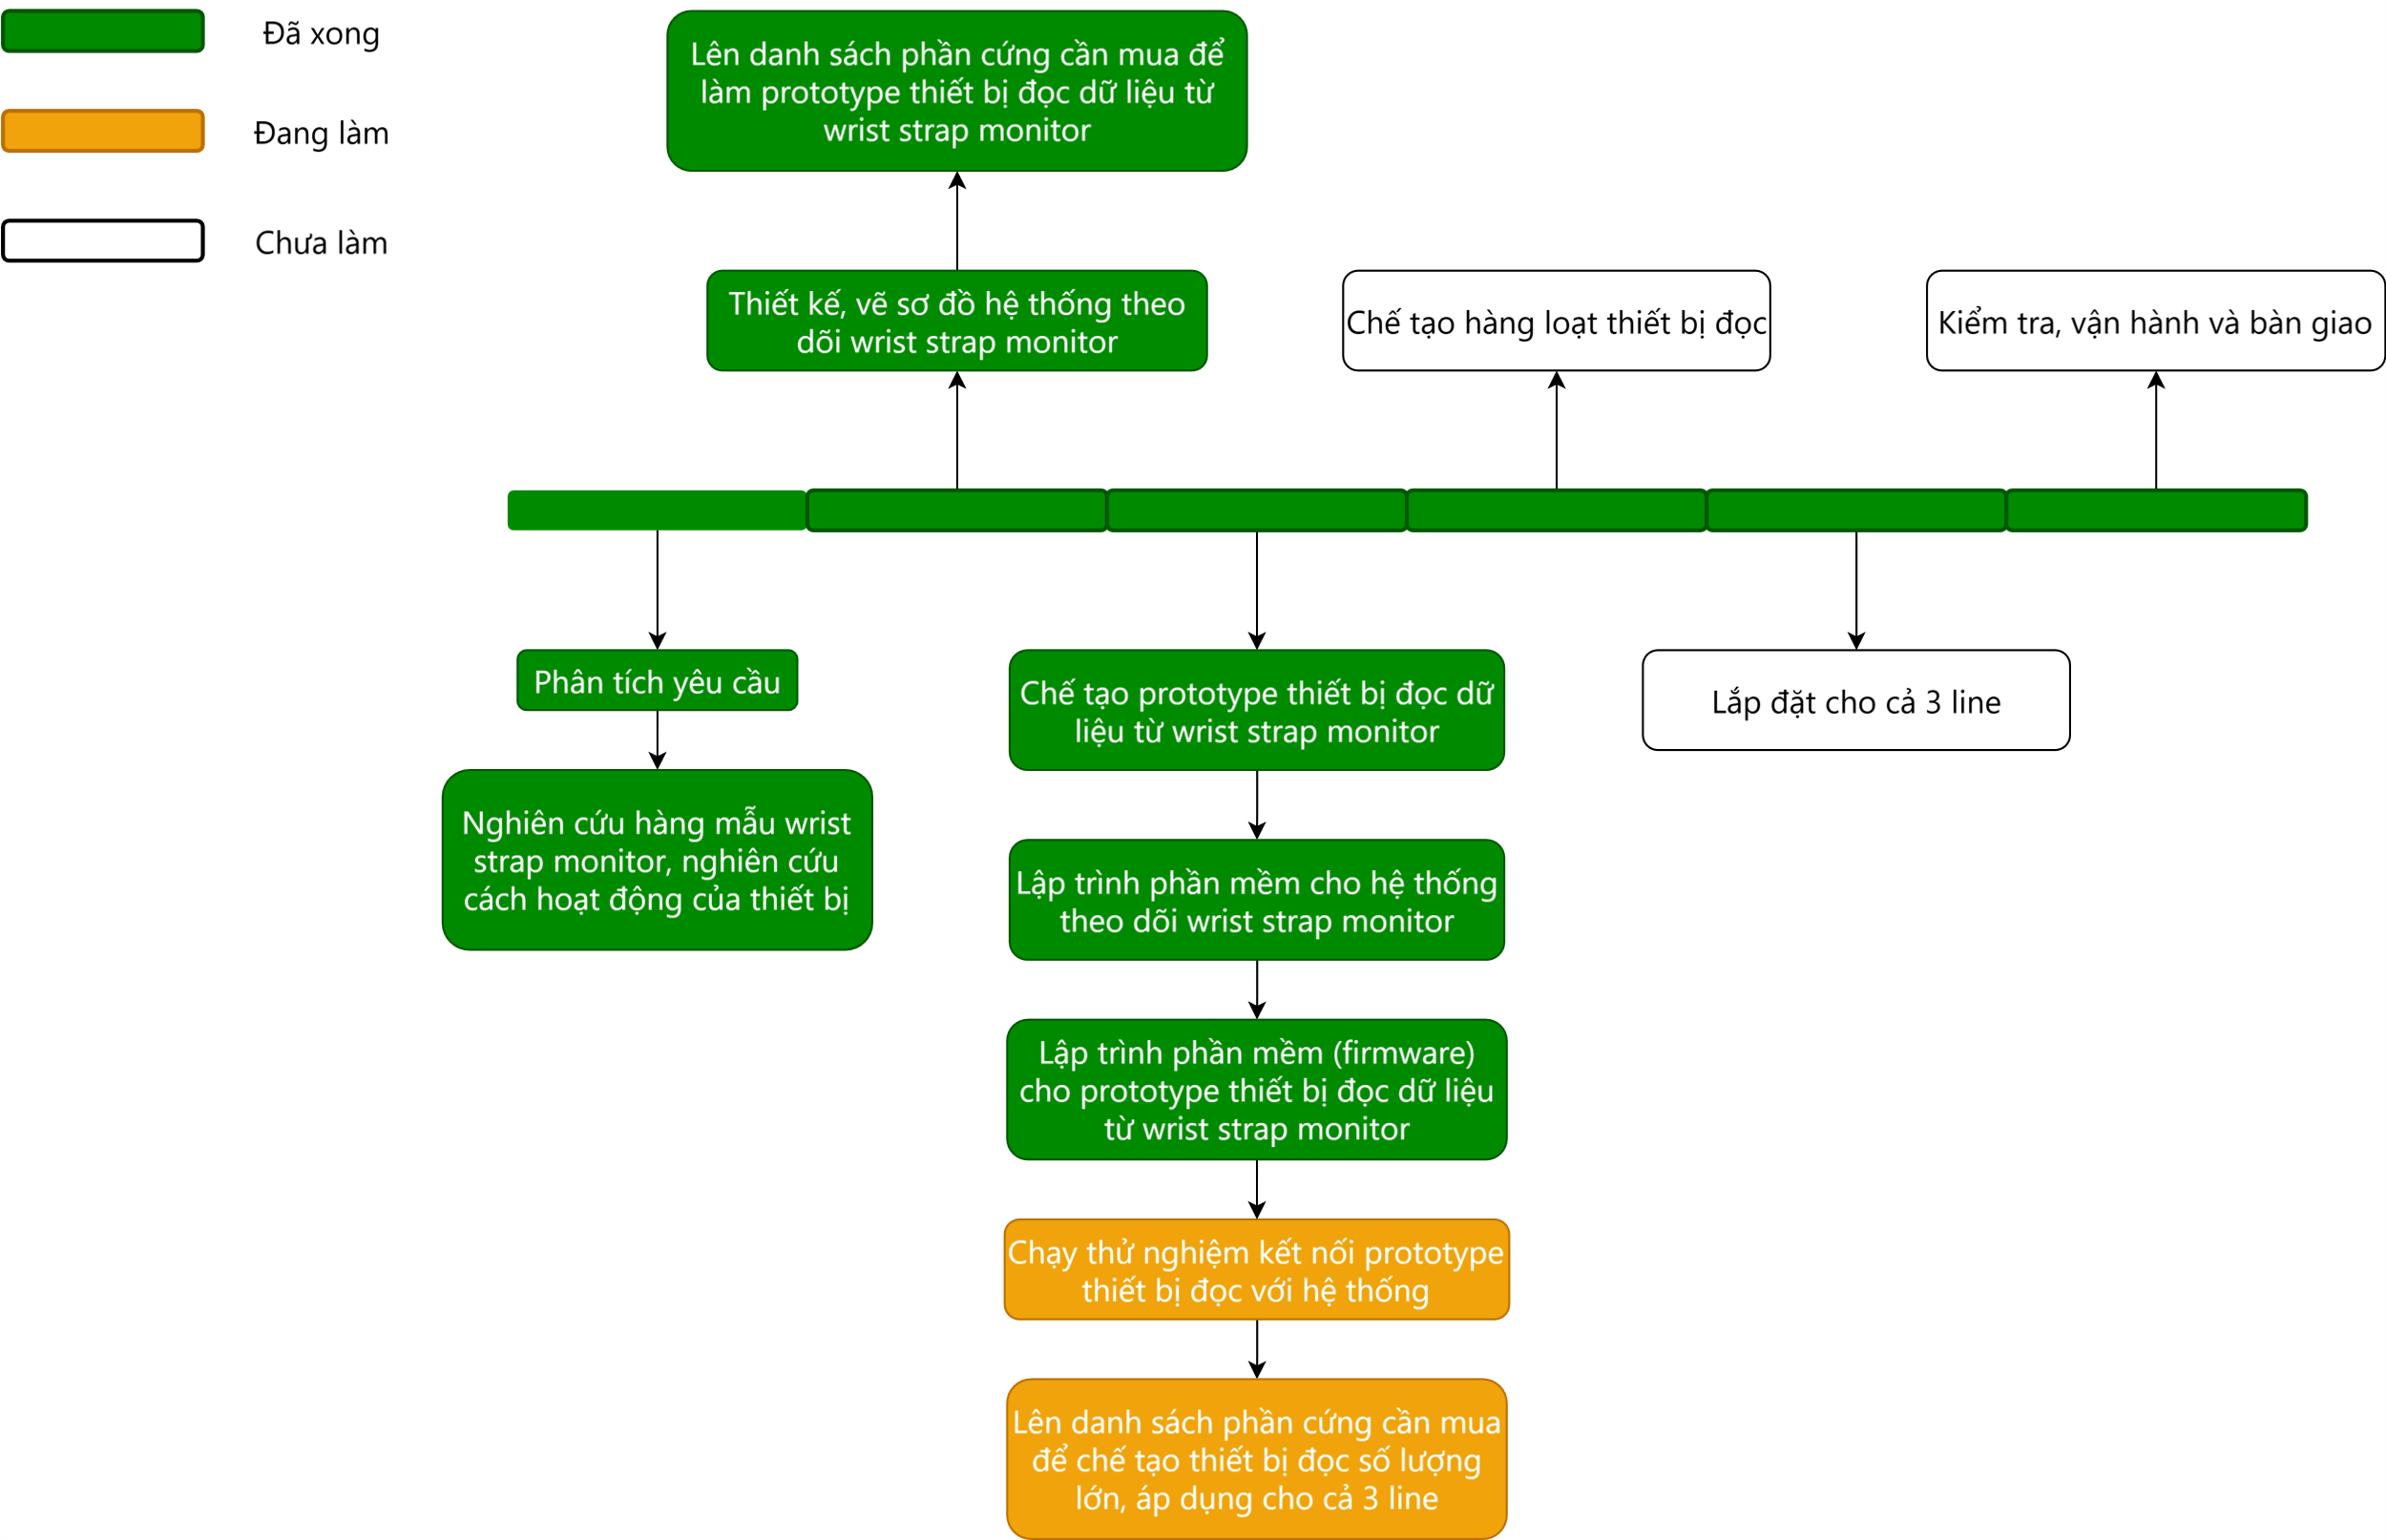 Đã xong
Đang làm
Chưa làm
Lên danh sách phần cứng cần mua để
làm prototype thiết bị đọc dữ liệu từ
wrist strap monitor
Thiết kế, vẽ sơ đồ hệ thống theo
dõi wrist strap monitor
Chế tạo hàng loạt thiết bị đọc
Kiểm tra, vận hành và bàn giao
Phân tích yêu cầu
Nghiên cứu hàng mẫu wrist
strap monitor, nghiên cứu
cách hoạt động của thiết bị
Chế tạo prototype thiết bị đọc dữ
liệu từ wrist strap monitor
Lập trình phần mềm cho hệ thống
theo dõi wrist strap monitor
Lập trình phần mềm (firmware)
cho prototype thiết bị đọc dữ liệu
từ wrist strap monitor
Chạy thử nghiệm kết nối prototype
thiết bị đọc với hệ thống
Lên danh sách phần cứng cần mua
để chế tạo thiết bị đọc số lượng
lớn, áp dụng cho cả 3 line
Lắp đặt cho cả 3 line